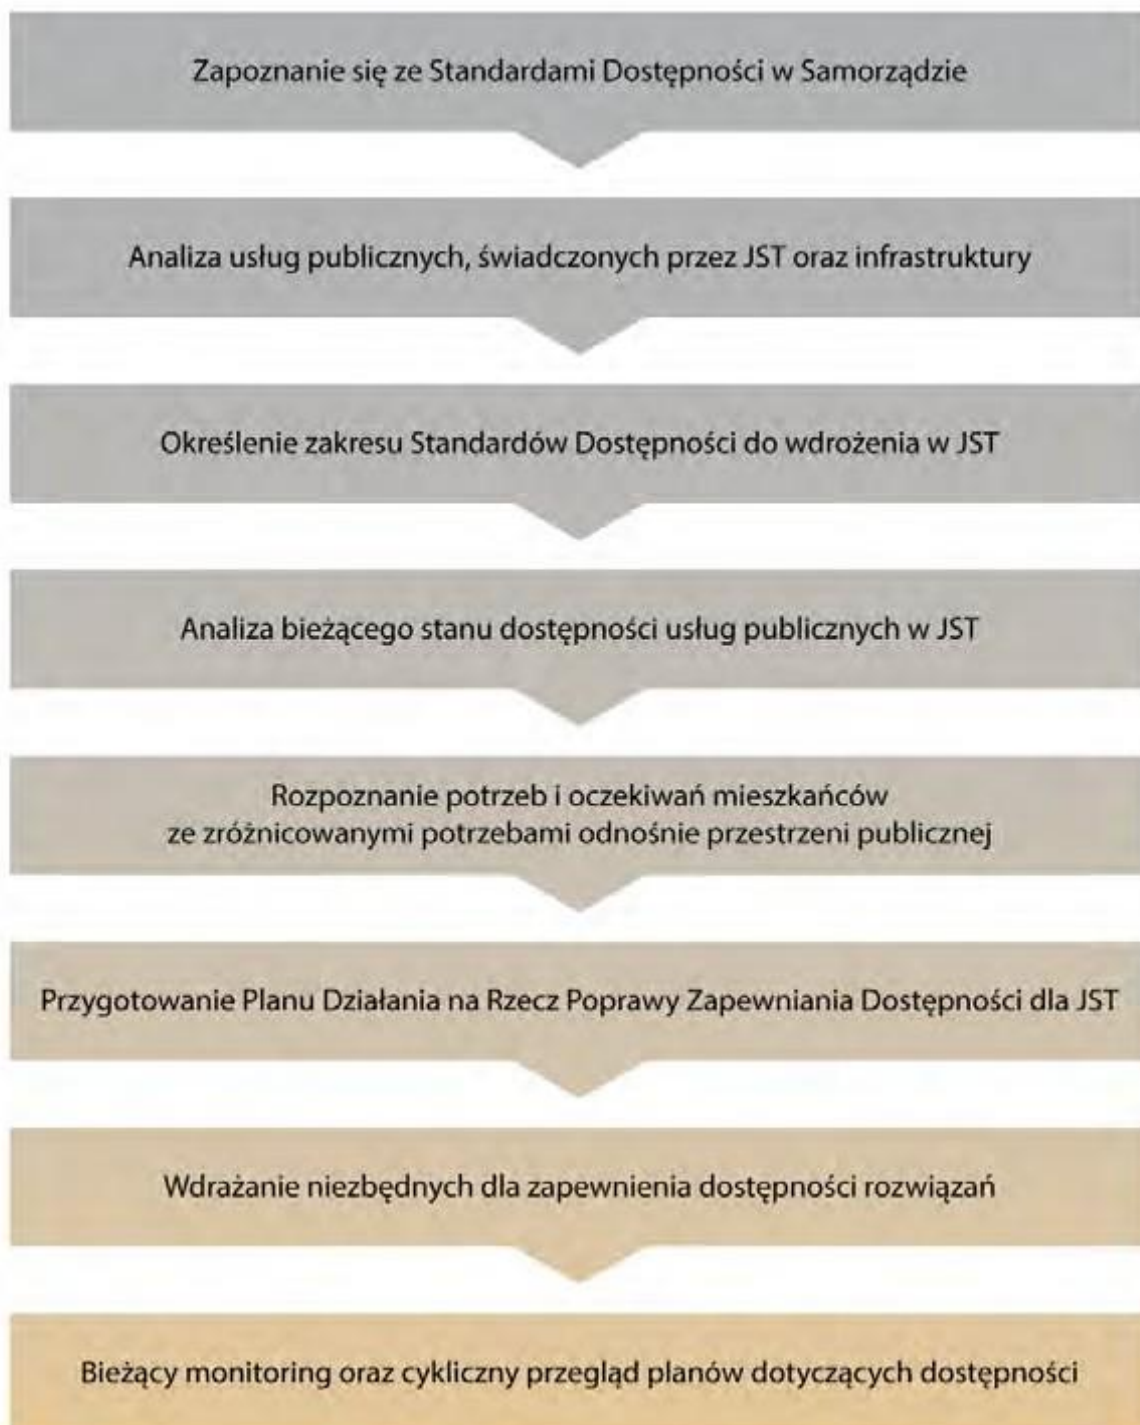 Zapoznanie się ze Standardami Dostępności w Samorządzie
Analiza usług publicznych, świadczonych przez JST oraz infrastruktury
Określenie zakresu Standardów Dostępności do wdrożenia w JST
Analiza bieżącego stanu dostępności usług publicznych w JST
Rozpoznanie potrzeb i oczekiwań mieszkańców
ze zróżnicowanymi potrzebami odnośnie przestrzeni publicznej
Przygotowanie Planu Działania na Rzecz Poprawy Zapewniania Dostępności dla JST
Wdrażanie niezbędnych dla zapewnienia dostępności rozwiązań
Bieżący monitoring oraz cykliczny przegląd planów dotyczących dostępności